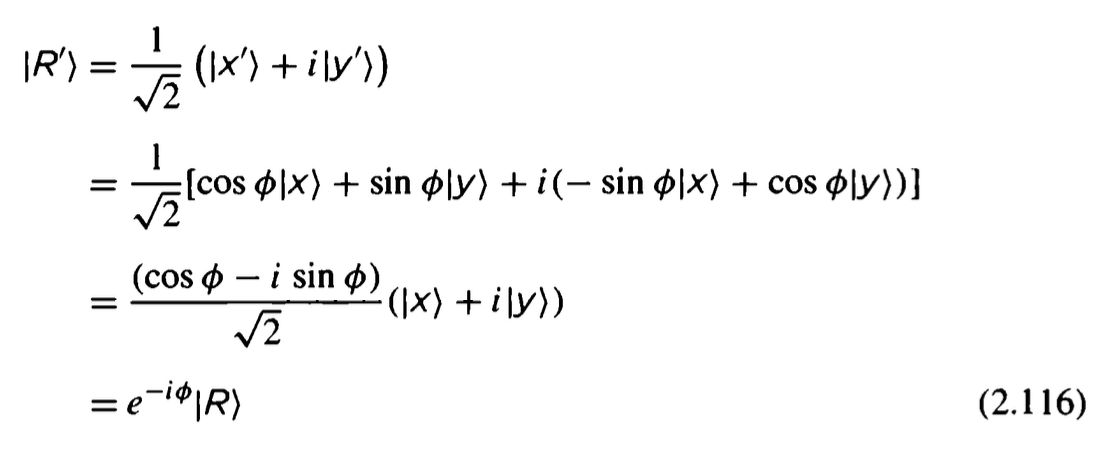 |R′⟩ = 1/√2 (|x′⟩ + i|y′⟩)
= 1/√2 [cos ϕ|x⟩ + sin ϕ|y⟩ + i(− sin ϕ|x⟩ + cos ϕ|y⟩)]
= (cos ϕ − i sin ϕ)/√2 (|x⟩ + i|y⟩)
= e^{−iϕ}|R⟩ (2.116)